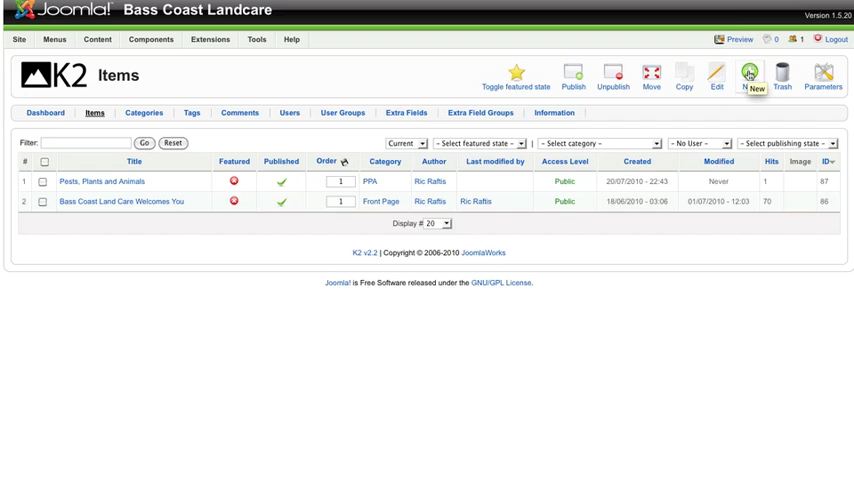 Joomla! Bass Coast Landcare
Version 1.5.20
Site Menus Content Components Extensions Tools Help Preview 0 1 Logout
K2 Items
Toggle featured state Publish Unpublish Move Copy Edit New Trash Parameters
Dashboard Items Categories Tags Comments Users User Groups Extra Fields Extra Field Groups Information
Filter: Go Reset Current - Select featured state - | - Select category - - No User - - Select publishing state -
# Title Featured Published Order Category Author Last modified by Access Level Created Modified Hits Image ID
1 Pests, Plants and Animals 1 PPA Ric Raftis Public 20/07/2010 - 22:43 Never 1 87
2 Bass Coast Land Care Welcomes You 1 Front Page Ric Raftis Ric Raftis Public 18/06/2010 - 03:06 01/07/2010 - 12:03 70 86
Display # 20
K2 v2.2 | Copyright © 2006-2010 JoomlaWorks
Joomla! is Free Software released under the GNU/GPL License.